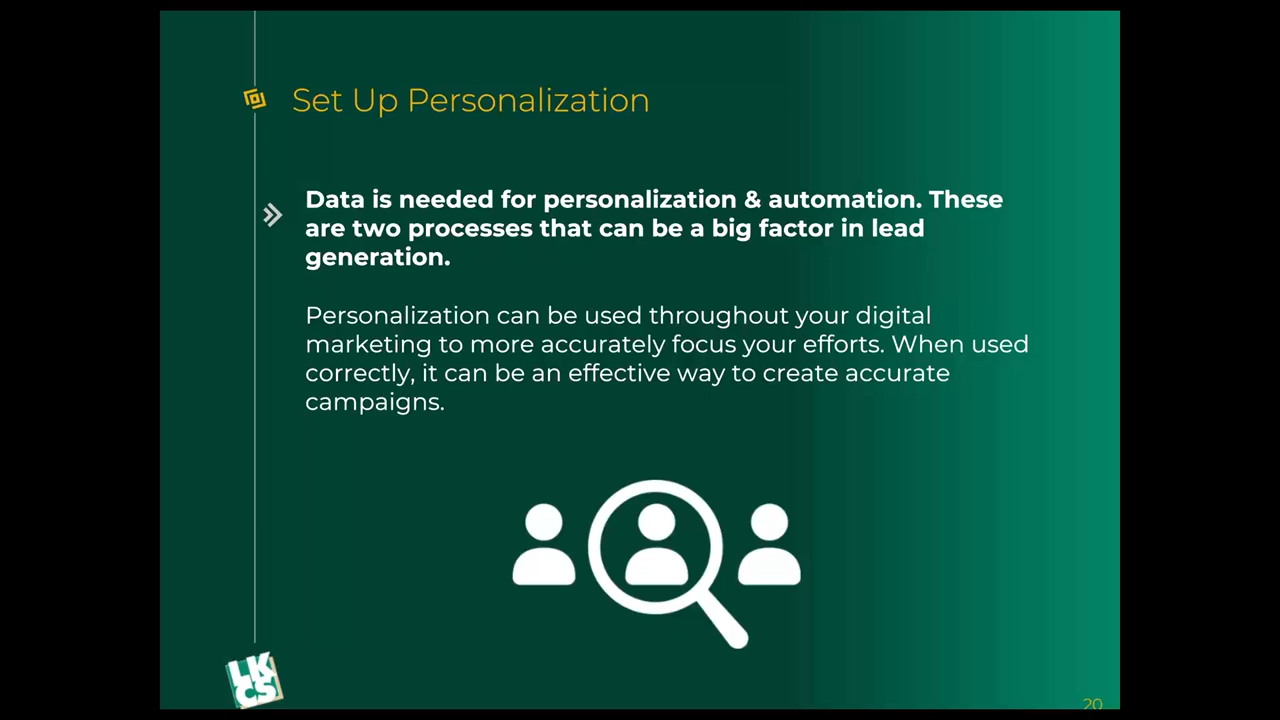 Set Up Personalization
Data is needed for personalization & automation. These
are two processes that can be a big factor in lead
generation.
Personalization can be used throughout your digital
marketing to more accurately focus your efforts. When used
correctly, it can be an effective way to create accurate
campaigns.
LK
CS
20